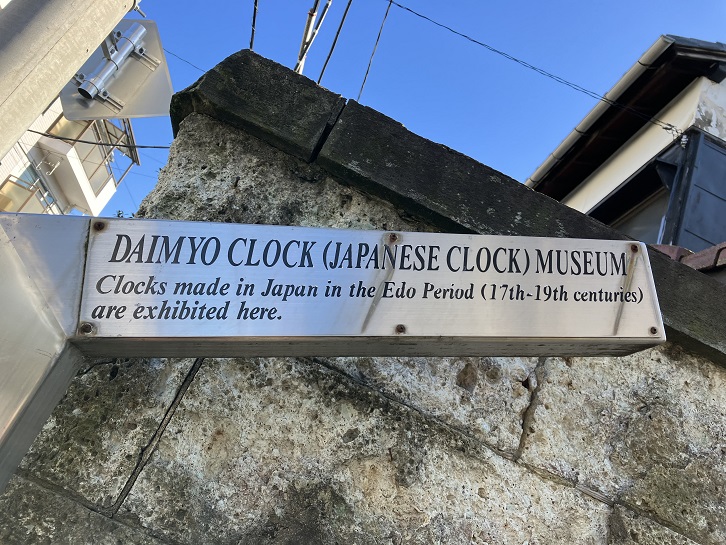 DAIMYO CLOCK (JAPANESE CLOCK) MUSEUM
Clocks made in Japan in the Edo Period (17th-19th centuries)
are exhibited here.